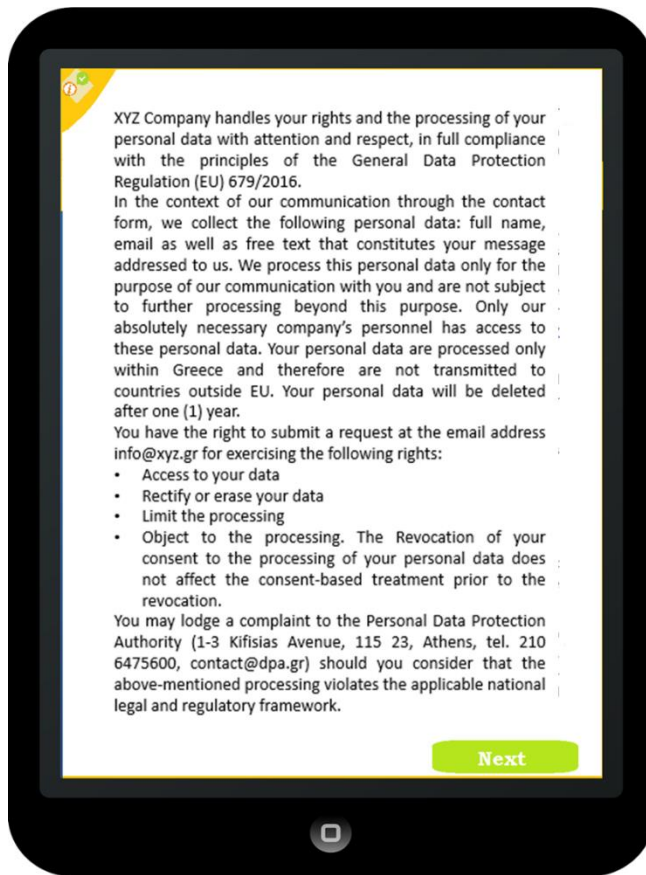 XYZ Company handles your rights and the processing of your
personal data with attention and respect, in full compliance
with the principles of the General Data Protection
Regulation (EU) 679/2016.
In the context of our communication through the contact
form, we collect the following personal data: full name,
email as well as free text that constitutes your message
addressed to us. We process this personal data only for the
purpose of our communication with you and are not subject
to further processing beyond this purpose. Only our
absolutely necessary company's personnel has access to
these personal data. Your personal data are processed only
within Greece and therefore are not transmitted to
countries outside EU. Your personal data will be deleted
after one (1) year.
You have the right to submit a request at the email address
info@xyz.gr for exercising the following rights:
• Access to your data
• Rectify or erase your data
• Limit the processing
• Object to the processing. The Revocation of your
consent to the processing of your personal data does
not affect the consent-based treatment prior to the
revocation.
You may lodge a complaint to the Personal Data Protection
Authority (1-3 Kifisias Avenue, 115 23, Athens, tel. 210
6475600, contact@dpa.gr) should you consider that the
above-mentioned processing violates the applicable national
legal and regulatory framework.
Next